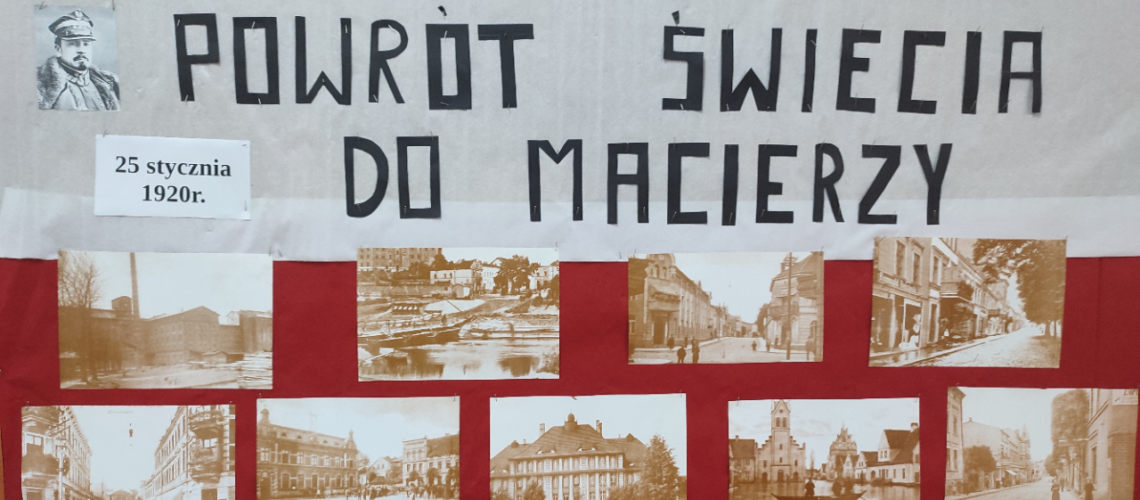 POWRÓT ŚWIECIA
DO MACIERZY
25 stycznia
1920r.